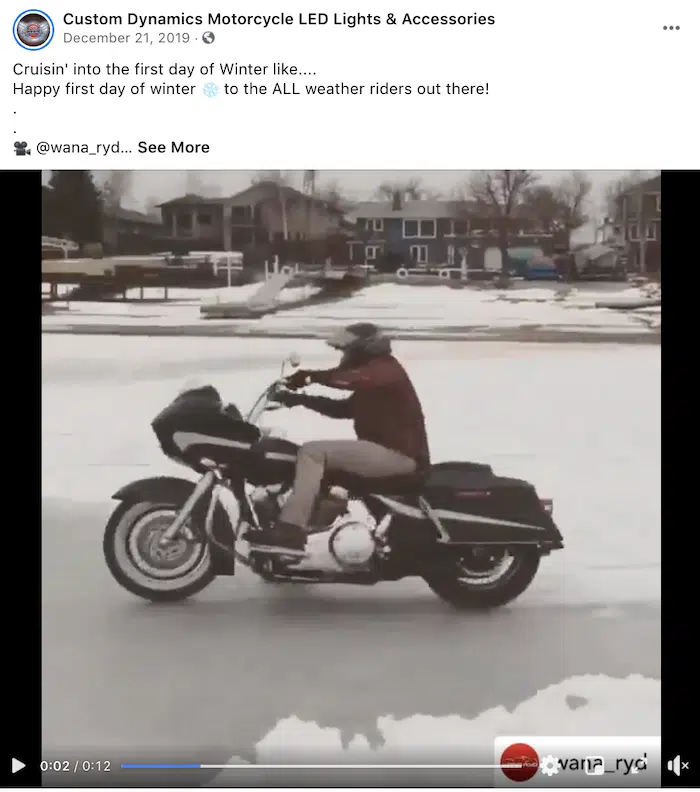 Custom Dynamics Motorcycle LED Lights & Accessories
December 21, 2019 ·
Cruisin' into the first day of Winter like....
Happy first day of winter ❄️ to the ALL weather riders out there!
.
.
🎥 @wana_ryd... See More
0:02 / 0:12
wana_ryd